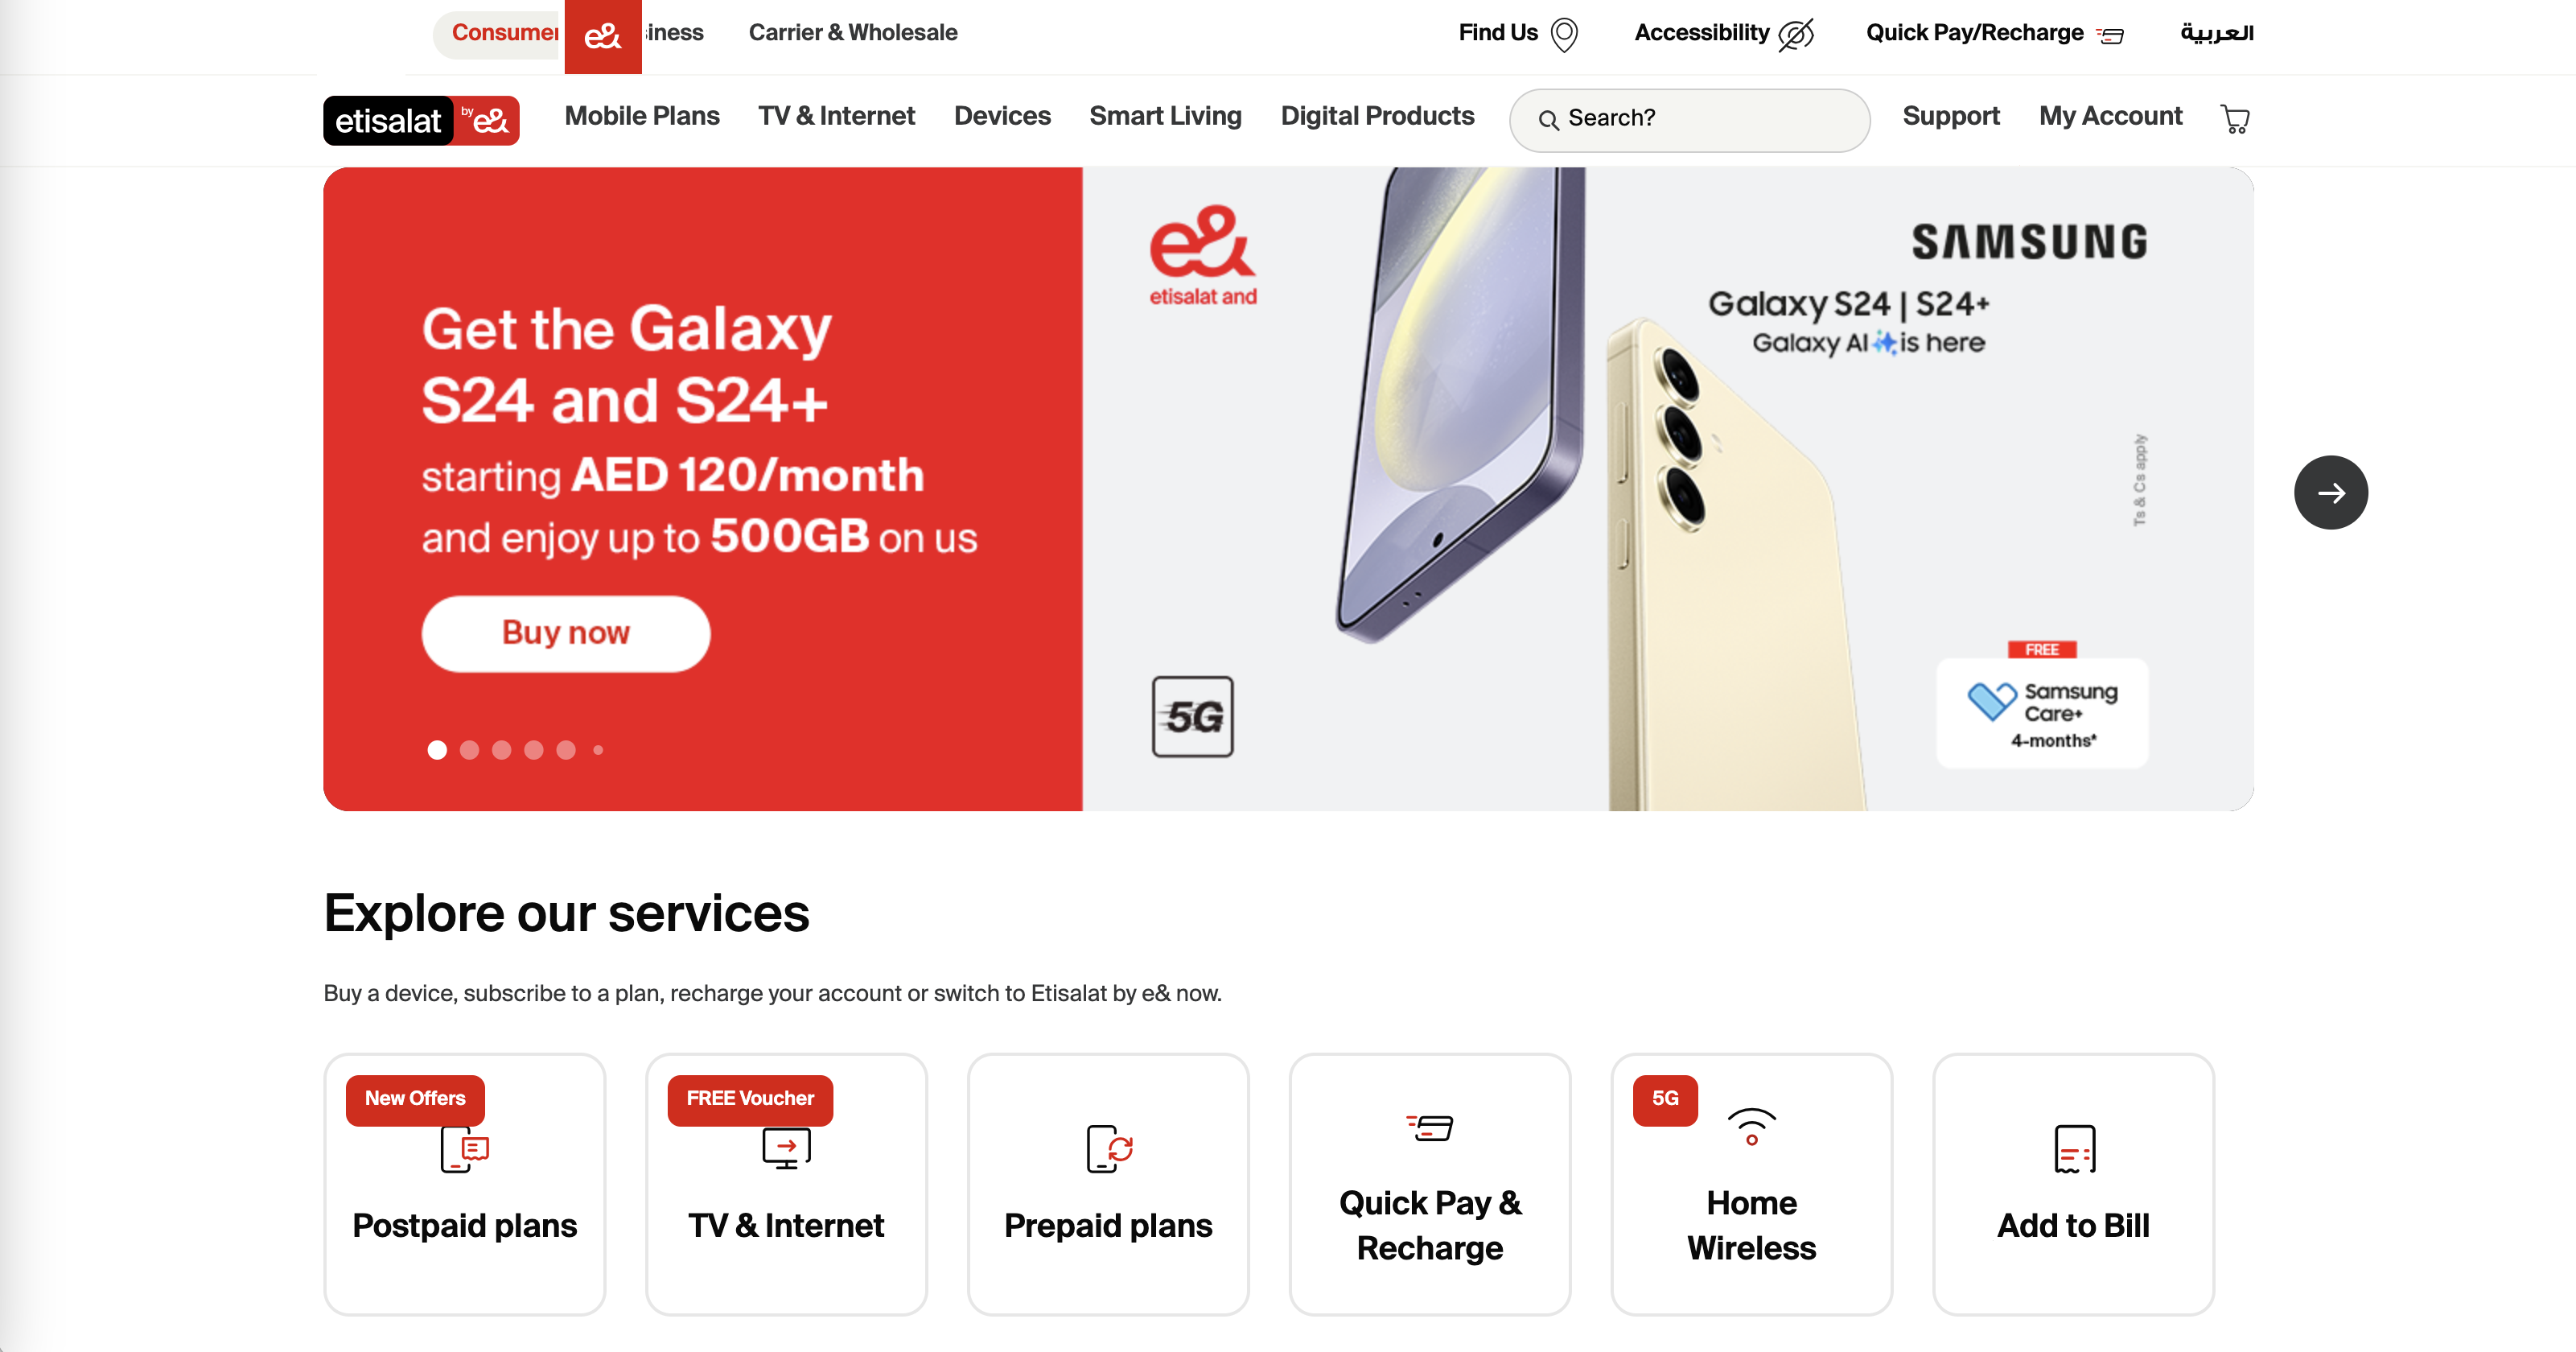 Consumer
e&
iness
Carrier & Wholesale
Find Us
Accessibility
Quick Pay/Recharge
العربية
etisalat by e&
Mobile Plans
TV & Internet
Devices
Smart Living
Digital Products
Search?
Support
My Account
Get the Galaxy
S24 and S24+
starting AED 120/month
and enjoy up to 500GB on us
Buy now
e&
etisalat and
5G
SAMSUNG
Galaxy S24 | S24+
Galaxy AI is here
Ts & Cs apply
FREE
Samsung
Care+
4-months*
Explore our services
Buy a device, subscribe to a plan, recharge your account or switch to Etisalat by e& now.
New Offers
Postpaid plans
FREE Voucher
TV & Internet
Prepaid plans
Quick Pay &
Recharge
5G
Home
Wireless
Add to Bill